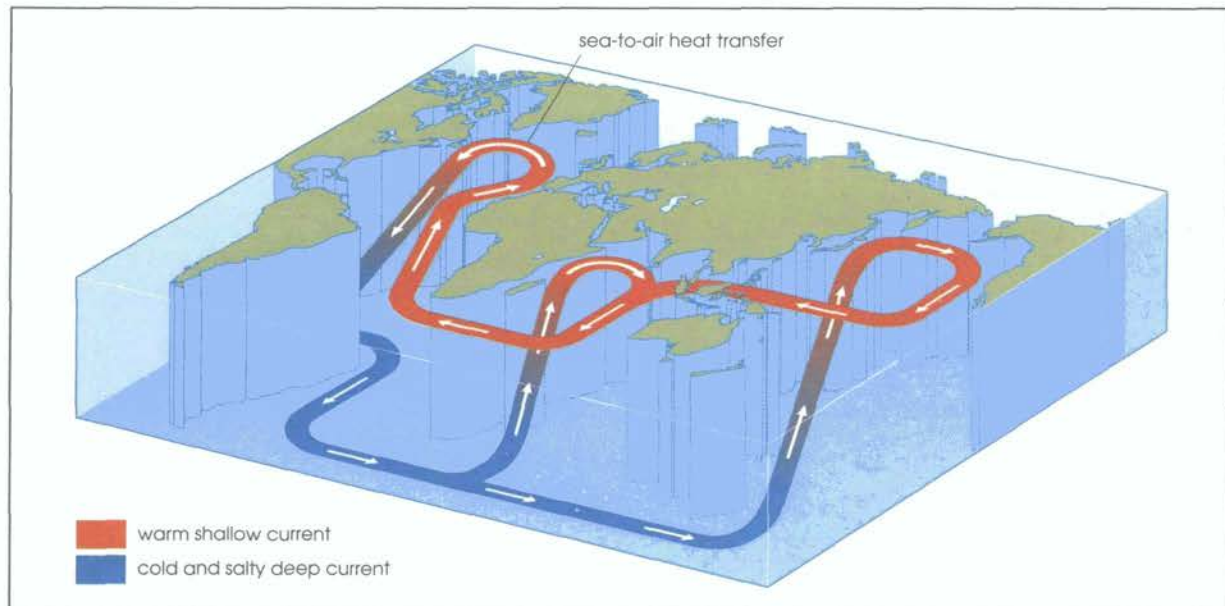 sea-to-air heat transfer
warm shallow current
cold and salty deep current